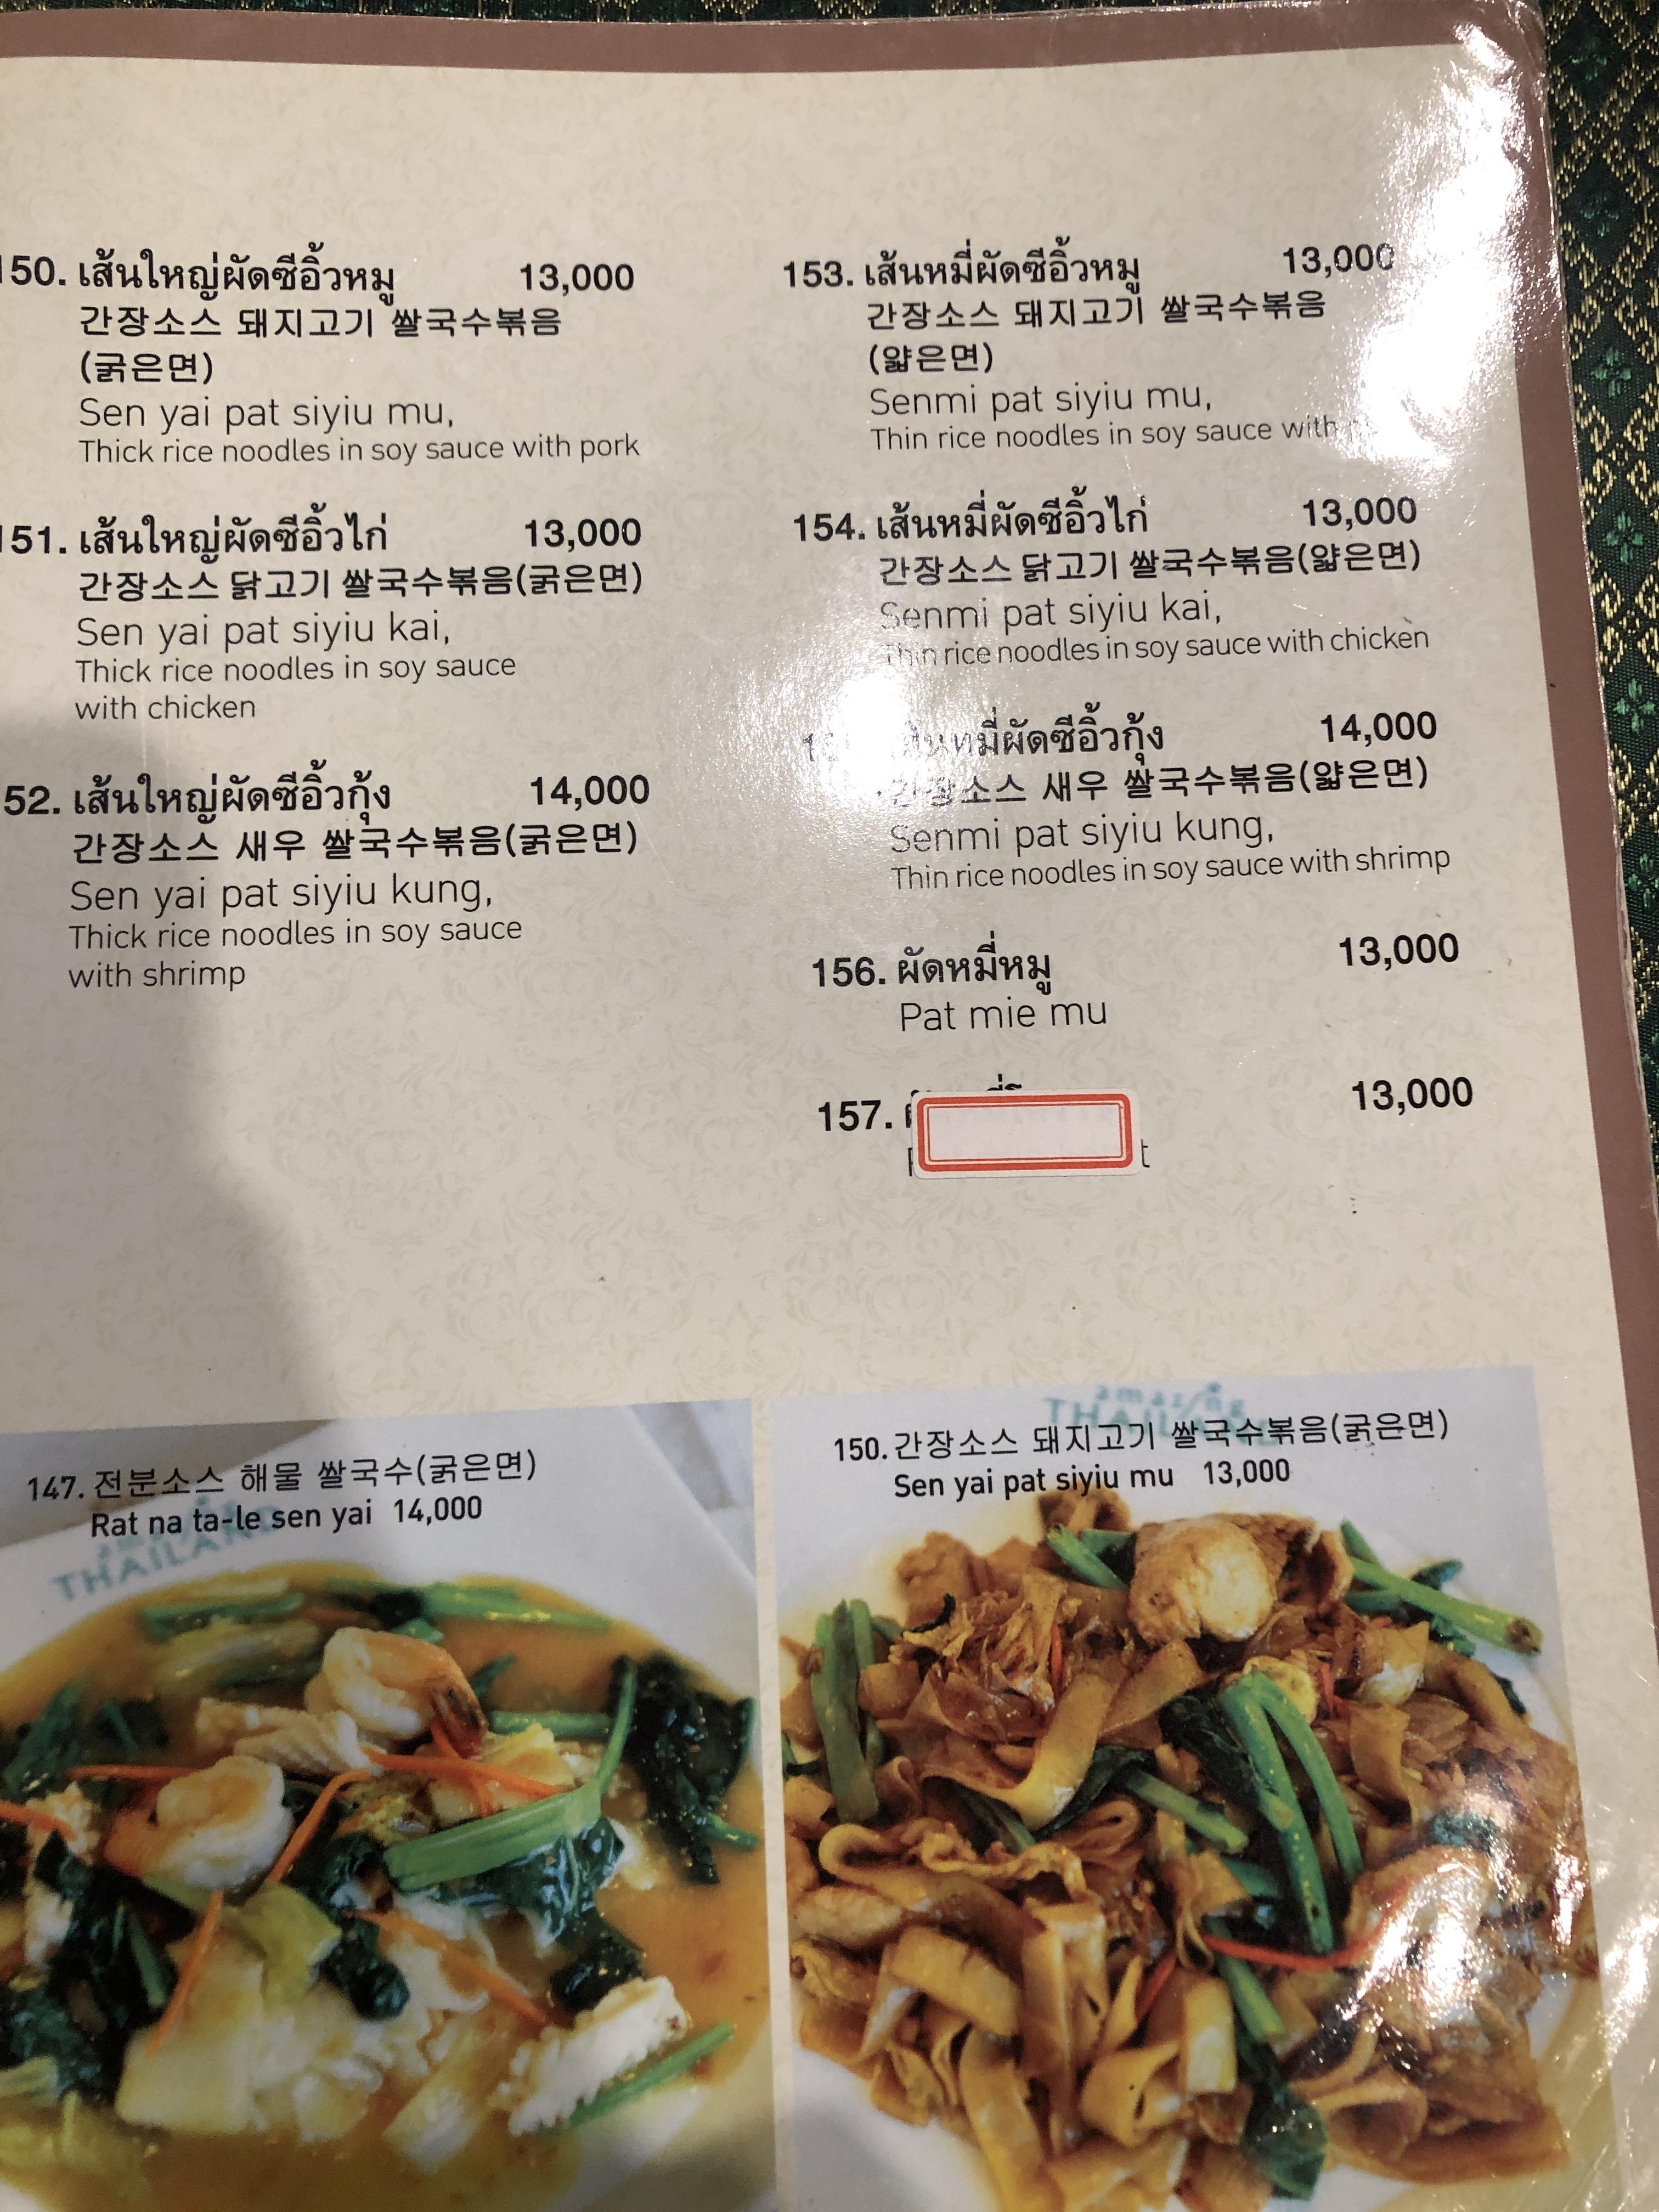 150. เส้นใหญ่ผัดซีอิ้วหมู 13,000
간장소스 돼지고기 쌀국수볶음
(굵은면)
Sen yai pat siyiu mu,
Thick rice noodles in soy sauce with pork
151. เส้นใหญ่ผัดซีอิ้วไก่ 13,000
간장소스 닭고기 쌀국수볶음(굵은면)
Sen yai pat siyiu kai,
Thick rice noodles in soy sauce
with chicken
52. เส้นใหญ่ผัดซีอิ้วกุ้ง 14,000
간장소스 새우 쌀국수볶음(굵은면)
Sen yai pat siyiu kung,
Thick rice noodles in soy sauce
with shrimp
153. เส้นหมี่ผัดซีอิ้วหมู 13,000
간장소스 돼지고기 쌀국수볶음
(얇은면)
Senmi pat siyiu mu,
Thin rice noodles in soy sauce with
154. เส้นหมี่ผัดซีอิ้วไก่ 13,000
간장소스 닭고기 쌀국수볶음(얇은면)
Senmi pat siyiu kai,
Thin rice noodles in soy sauce with chicken
เส้นหมี่ผัดซีอิ้วกุ้ง 14,000
간장소스 새우 쌀국수볶음(얇은면)
Senmi pat siyiu kung,
Thin rice noodles in soy sauce with shrimp
156. ผัดหมี่หมู 13,000
Pat mie mu
157. 13,000
147. 전분소스 해물 쌀국수(굵은면)
Rat na ta-le sen yai 14,000
THAILAND
amazing
THAILAND
150. 간장소스 돼지고기 쌀국수볶음(굵은면)
Sen yai pat siyiu mu 13,000